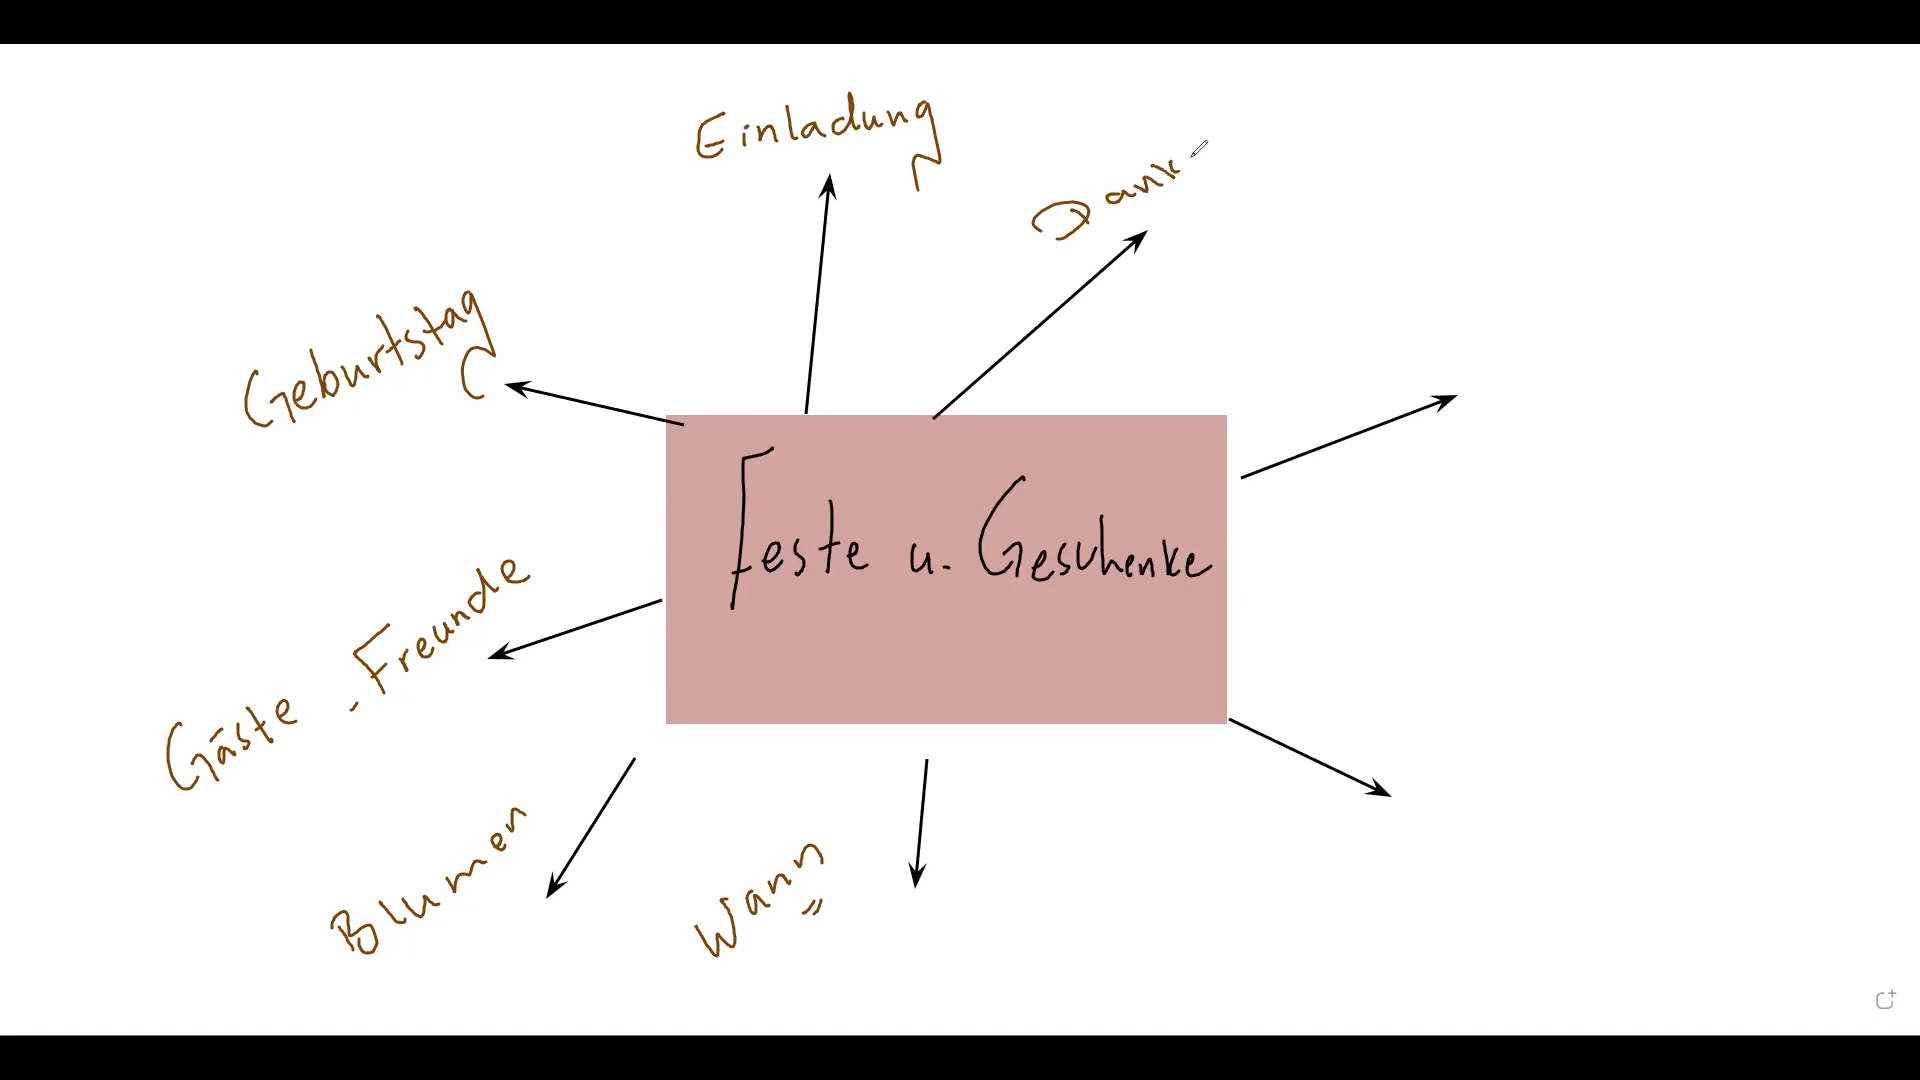 Einladung
Dank
Geburtstag
Feste u. Geschenke
Gäste - Freunde
Blumen
Wann